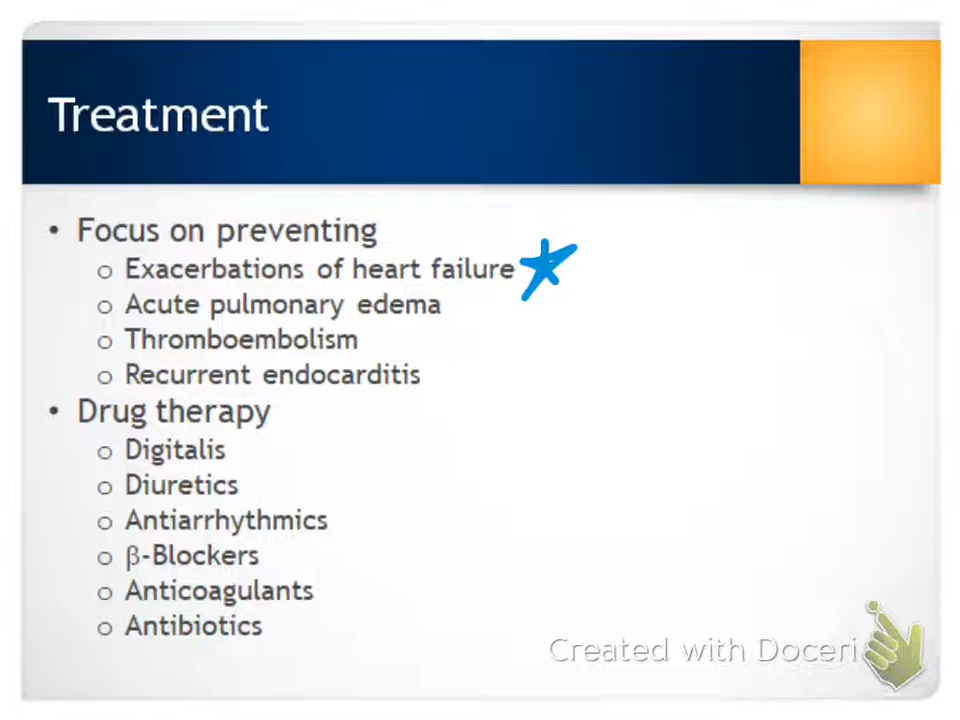 Treatment
• Focus on preventing
o Exacerbations of heart failure
o Acute pulmonary edema
o Thromboembolism
o Recurrent endocarditis
• Drug therapy
o Digitalis
o Diuretics
o Antiarrhythmics
o β-Blockers
o Anticoagulants
o Antibiotics
Created with Doceri